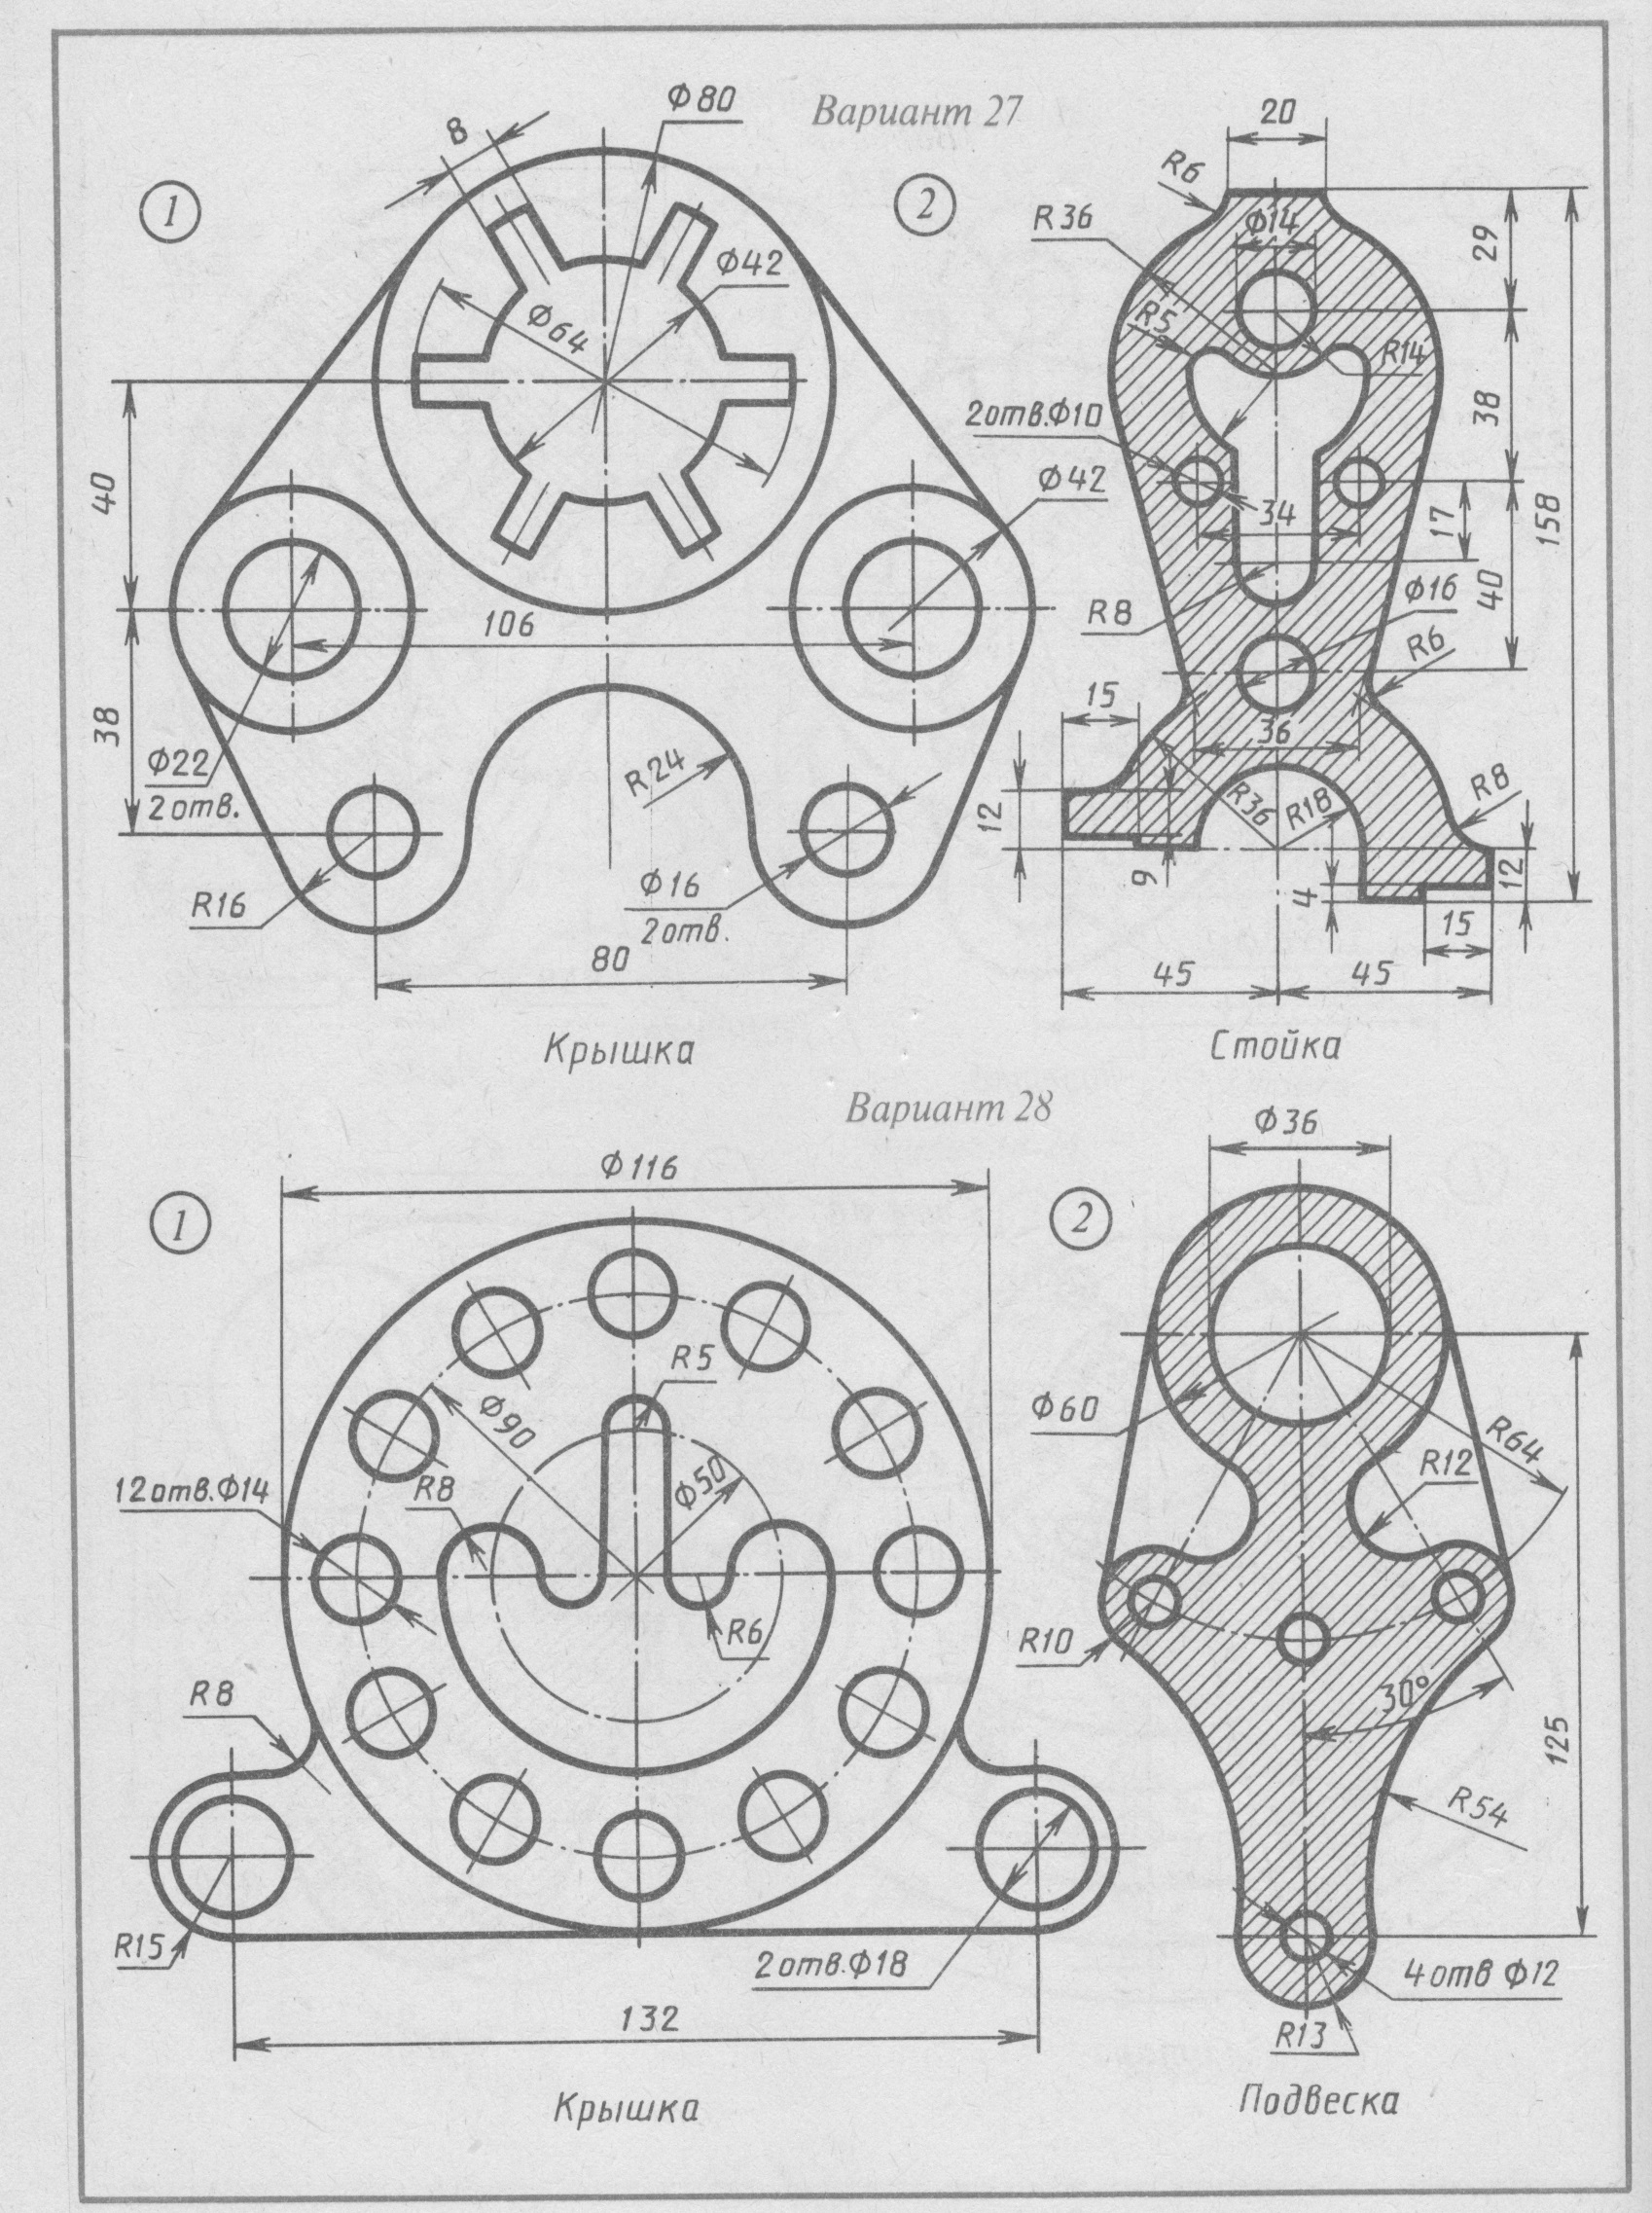 Вариант 27
1
8
Ф80
Ф42
Ф64
40
106
Ф42
38
Ф22
2отв.
R24
R16
Ф16
2отв.
80
Крышка
2
20
R6
R36
Ф14
29
R5
R14
38
2отв.Ф10
34
17
158
40
Ф16
R8
R6
15
36
12
R36
R18
R8
9
4
12
15
45
45
Стойка
Вариант 28
1
Ф116
R5
Ф90
12отв.Ф14
R8
Ф50
R6
R8
R15
2отв.Ф18
132
Крышка
2
Ф36
Ф60
R64
R12
R10
30°
125
R54
4отв Ф12
R13
Подвеска